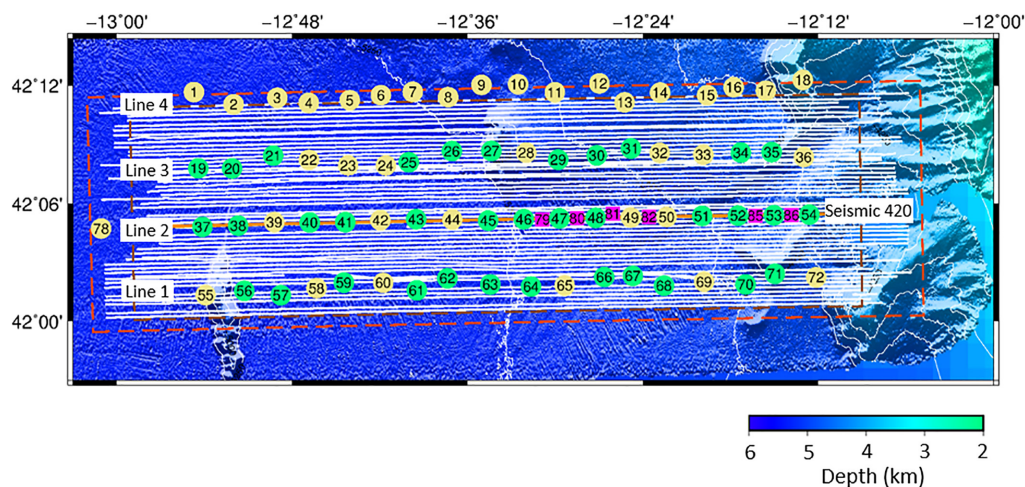 −13°00' −12°48' −12°36' −12°24' −12°12' −12°00'
42°12'
42°06'
42°00'
Line 4 1 2 3 4 5 6 7 8 9 10 11 12 13 14 15 16 17 18
Line 3 19 20 21 22 23 24 25 26 27 28 29 30 31 32 33 34 35 36
78 Line 2 37 38 39 40 41 42 43 44 45 46 79 47 80 48 81 49 82 50 51 52 85 53 86 54 Seismic 420
Line 1 55 56 57 58 59 60 61 62 63 64 65 66 67 68 69 70 71 72
6 5 4 3 2
Depth (km)